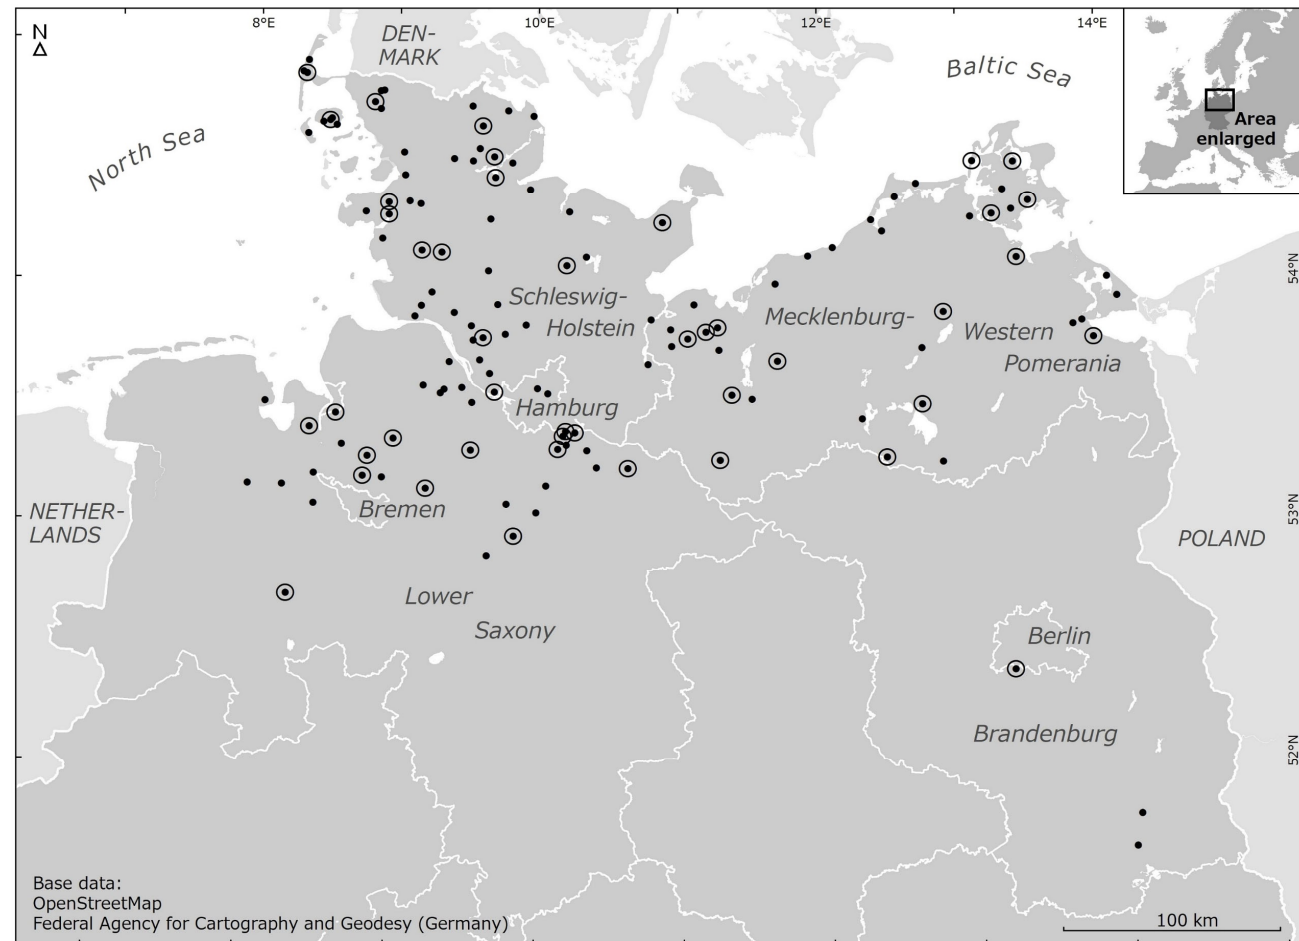 8°E
10°E
12°E
14°E
N
DEN-
MARK
Baltic Sea
Area
enlarged
North Sea
54°N
Schleswig-
Holstein
Mecklenburg-
Western
Pomerania
Hamburg
NETHER-
LANDS
Bremen
53°N
POLAND
Lower
Saxony
Berlin
Brandenburg
52°N
Base data:
OpenStreetMap
Federal Agency for Cartography and Geodesy (Germany)
100 km